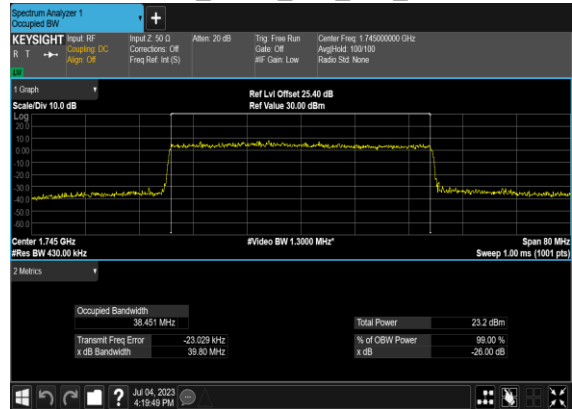 Spectrum Analyzer 1
Occupied BW
KEYSIGHT Input: RF Input Z: 50 Ω Atten: 20 dB Trig: Free Run Center Freq: 1.745000000 GHz
R T Coupling: DC Corrections: Off Gate: Off Avg|Hold: 100/100
Align: Off Freq Ref: Int (S) #IF Gain: Low Radio Std: None
1 Graph
Ref Lvl Offset 25.40 dB
Scale/Div 10.0 dB Ref Value 30.00 dBm
Log
20.0
10.0
0.00
-10.0
-20.0
-30.0
-40.0
-50.0
-60.0
Center 1.745 GHz #Video BW 1.3000 MHz* Span 80 MHz
#Res BW 430.00 kHz Sweep 1.00 ms (1001 pts)
2 Metrics
Occupied Bandwidth
38.451 MHz Total Power 23.2 dBm
Transmit Freq Error -23.029 kHz % of OBW Power 99.00 %
x dB Bandwidth 39.80 MHz x dB -26.00 dB
Jul 04, 2023
4:19:49 PM